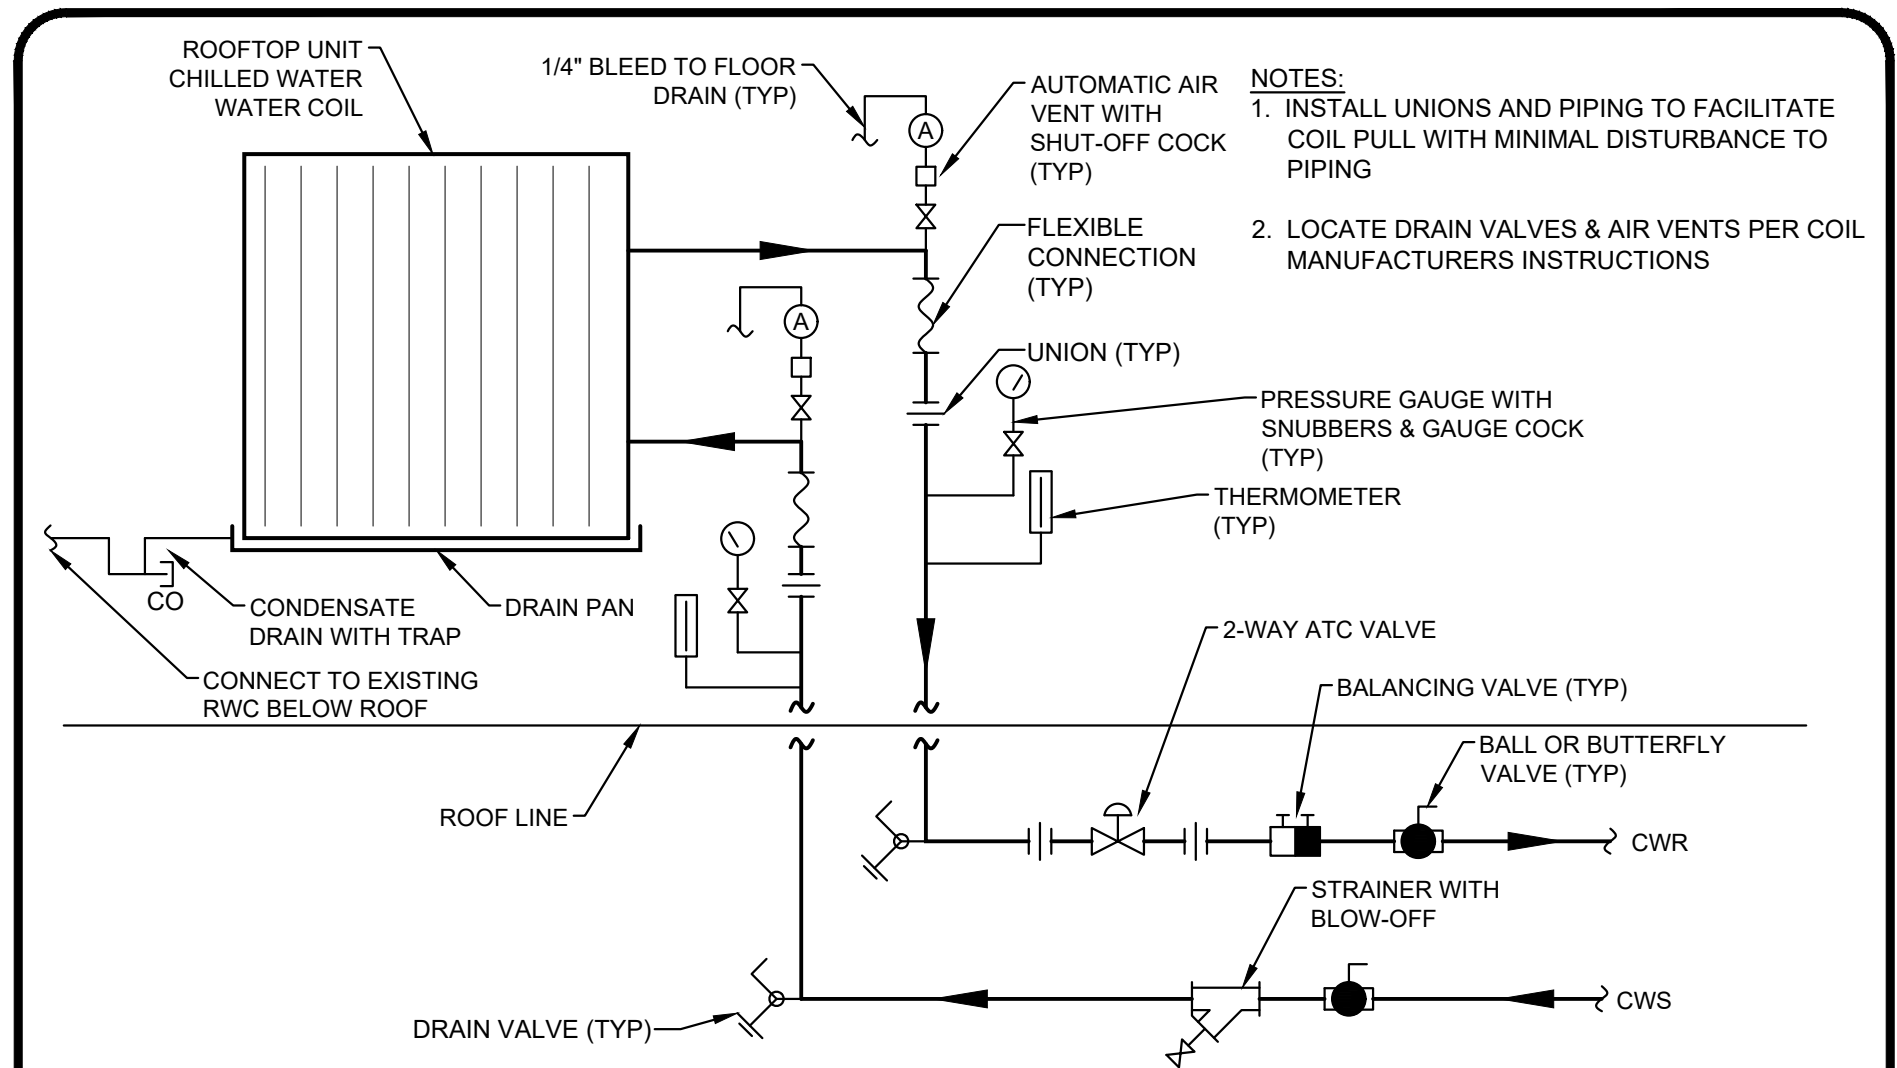 ROOFTOP UNIT
CHILLED WATER
WATER COIL
1/4" BLEED TO FLOOR
DRAIN (TYP)
A
AUTOMATIC AIR
VENT WITH
SHUT-OFF COCK
(TYP)
NOTES:
1. INSTALL UNIONS AND PIPING TO FACILITATE
COIL PULL WITH MINIMAL DISTURBANCE TO
PIPING
2. LOCATE DRAIN VALVES & AIR VENTS PER COIL
MANUFACTURERS INSTRUCTIONS
FLEXIBLE
CONNECTION
(TYP)
A
UNION (TYP)
PRESSURE GAUGE WITH
SNUBBERS & GAUGE COCK
(TYP)
THERMOMETER
(TYP)
CO
CONDENSATE
DRAIN WITH TRAP
DRAIN PAN
CONNECT TO EXISTING
RWC BELOW ROOF
2-WAY ATC VALVE
BALANCING VALVE (TYP)
BALL OR BUTTERFLY
VALVE (TYP)
ROOF LINE
CWR
STRAINER WITH
BLOW-OFF
CWS
DRAIN VALVE (TYP)